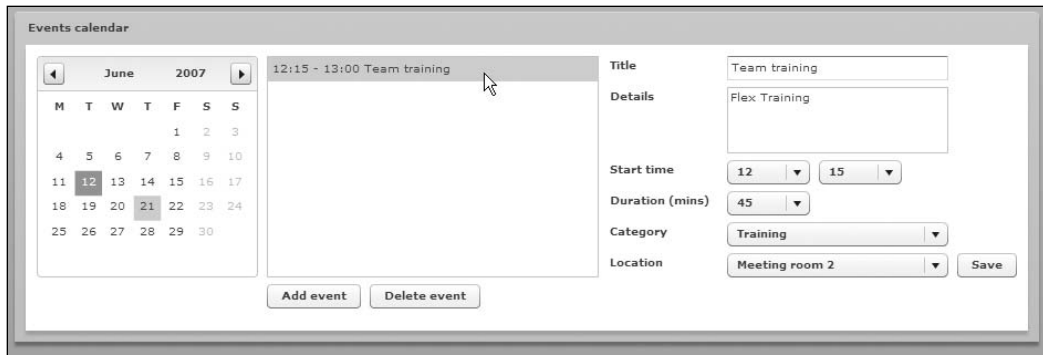 Events calendar
June 2007
M T W T F S S
1 2 3
4 5 6 7 8 9 10
11 12 13 14 15 16 17
18 19 20 21 22 23 24
25 26 27 28 29 30
12:15 - 13:00 Team training
Add event Delete event
Title Team training
Details Flex Training
Start time 12 15
Duration (mins) 45
Category Training
Location Meeting room 2 Save